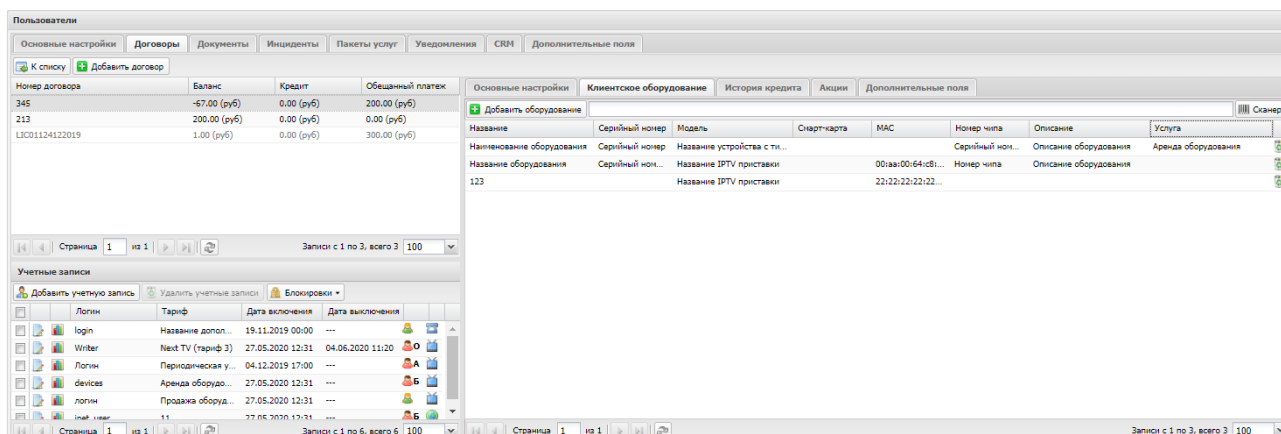 Пользователи
Основные настройки Договоры Документы Инциденты Пакеты услуг Уведомления CRM Дополнительные поля
К списку Добавить договор
Номер договора Баланс Кредит Обещанный платеж
345 -67.00 (руб) 0.00 (руб) 200.00 (руб)
213 200.00 (руб) 0.00 (руб) 0.00 (руб)
LIC01124122019 1.00 (руб) 0.00 (руб) 300.00 (руб)
Страница 1 из 1 Записи с 1 по 3, всего 3 100
Учетные записи
Добавить учетную запись Удалить учетные записи Блокировки
Логин Тариф Дата включения Дата выключения
login Название допол... 19.11.2019 00:00 ---
Writer Next TV (тариф 3) 27.05.2020 12:31 04.06.2020 11:20 О
Логин Периодическая у... 04.12.2019 17:00 --- А
devices Аренда оборудо... 27.05.2020 12:31 --- Б
логин Продажа оборуд... 27.05.2020 12:31 ---
inet_user 11 27.05.2020 12:31 --- Б
Страница 1 из 1 Записи с 1 по 6, всего 6 100
Основные настройки Клиентское оборудование История кредита Акции Дополнительные поля
Добавить оборудование Сканер
Название Серийный номер Модель Смарт-карта MAC Номер чипа Описание Услуга
Наименование оборудования Серийный номер Название устройства с ти... Серийный ном... Описание оборудования Аренда оборудования
Название оборудования Серийный ном... Название IPTV приставки 00:aa:00:64:c8:... Номер чипа Описание оборудования
123 Название IPTV приставки 22:22:22:22:22...
Страница 1 из 1 Записи с 1 по 3, всего 3 100